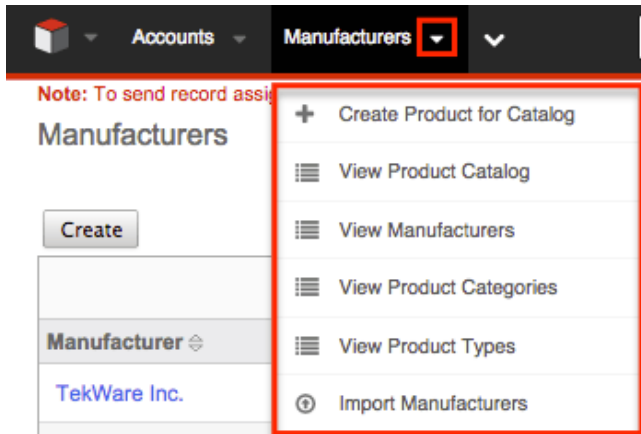 Accounts
Manufacturers
Note: To send record assi
Manufacturers
Create
Manufacturer
TekWare Inc.
Create Product for Catalog
View Product Catalog
View Manufacturers
View Product Categories
View Product Types
Import Manufacturers